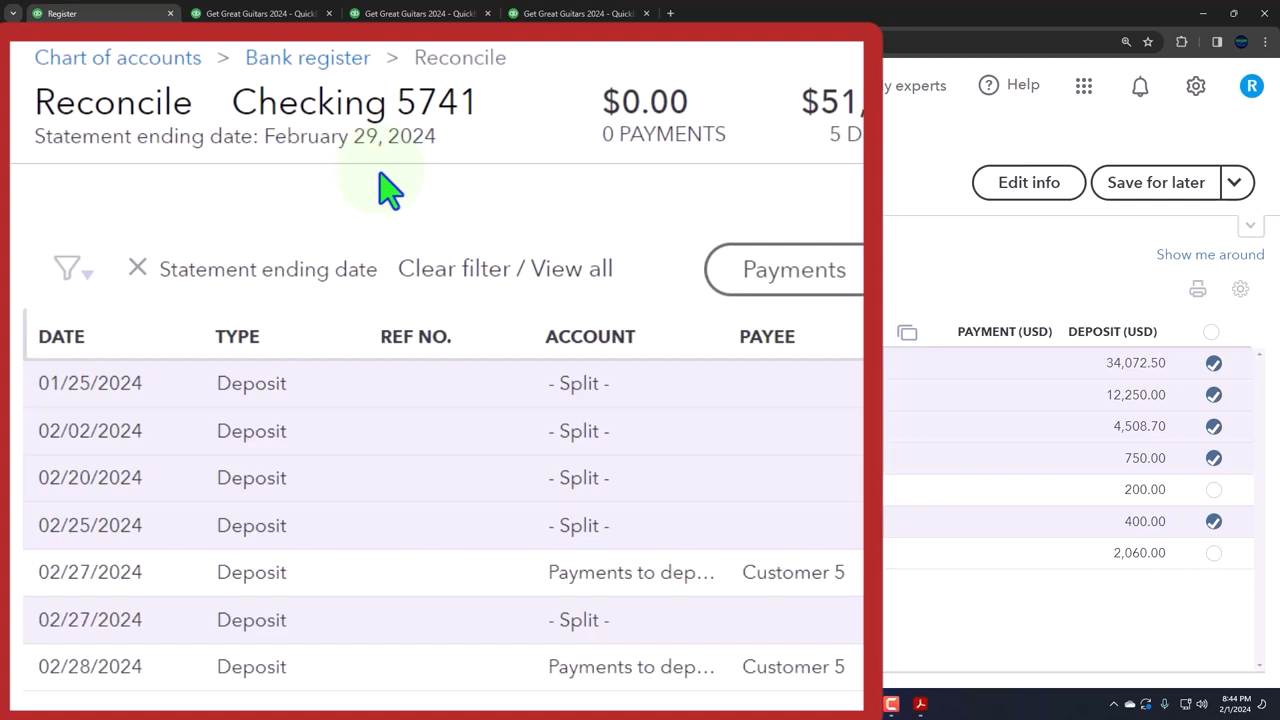 Register
Get Great Guitars 2024 - Quickl
Get Great Guitars 2024 - Quickl
Get Great Guitars 2024 - Quickl
Chart of accounts > Bank register > Reconcile
y experts Help R
Reconcile Checking 5741 $0.00 $51,
Statement ending date: February 29, 2024 0 PAYMENTS 5 D
Edit info Save for later
Show me around
Statement ending date Clear filter / View all Payments
DATE TYPE REF NO. ACCOUNT PAYEE PAYMENT (USD) DEPOSIT (USD)
01/25/2024 Deposit - Split - 34,072.50
02/02/2024 Deposit - Split - 12,250.00
02/20/2024 Deposit - Split - 4,508.70
02/25/2024 Deposit - Split - 750.00
02/27/2024 Deposit Payments to dep... Customer 5 200.00
02/27/2024 Deposit - Split - 400.00
02/28/2024 Deposit Payments to dep... Customer 5 2,060.00
8:44 PM
2/1/2024